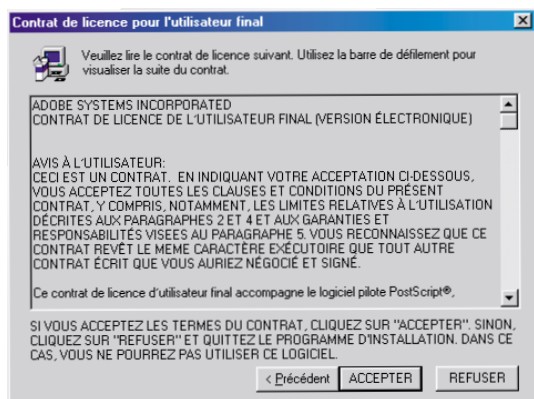 Contrat de licence pour l'utilisateur final
Veuillez lire le contrat de licence suivant. Utilisez la barre de défilement pour
visualiser la suite du contrat.
ADOBE SYSTEMS INCORPORATED
CONTRAT DE LICENCE DE L'UTILISATEUR FINAL (VERSION ÉLECTRONIQUE)
AVIS À L'UTILISATEUR:
CECI EST UN CONTRAT. EN INDIQUANT VOTRE ACCEPTATION CI-DESSOUS,
VOUS ACCEPTEZ TOUTES LES CLAUSES ET CONDITIONS DU PRÉSENT
CONTRAT, Y COMPRIS, NOTAMMENT, LES LIMITES RELATIVES À L'UTILISATION
DÉCRITES AUX PARAGRAPHES 2 ET 4 ET AUX GARANTIES ET
RESPONSABILITÉS VISEES AU PARAGRAPHE 5. VOUS RECONNAISSEZ QUE CE
CONTRAT REVÊT LE MEME CARACTÈRE EXÉCUTOIRE QUE TOUT AUTRE
CONTRAT ÉCRIT QUE VOUS AURIEZ NÉGOCIÉ ET SIGNÉ.
Ce contrat de licence d'utilisateur final accompagne le logiciel pilote PostScript®,
SI VOUS ACCEPTEZ LES TERMES DU CONTRAT, CLIQUEZ SUR "ACCEPTER". SINON,
CLIQUEZ SUR "REFUSER" ET QUITTEZ LE PROGRAMME D'INSTALLATION. DANS CE
CAS, VOUS NE POURREZ PAS UTILISER CE LOGICIEL.
< Précédent ACCEPTER REFUSER